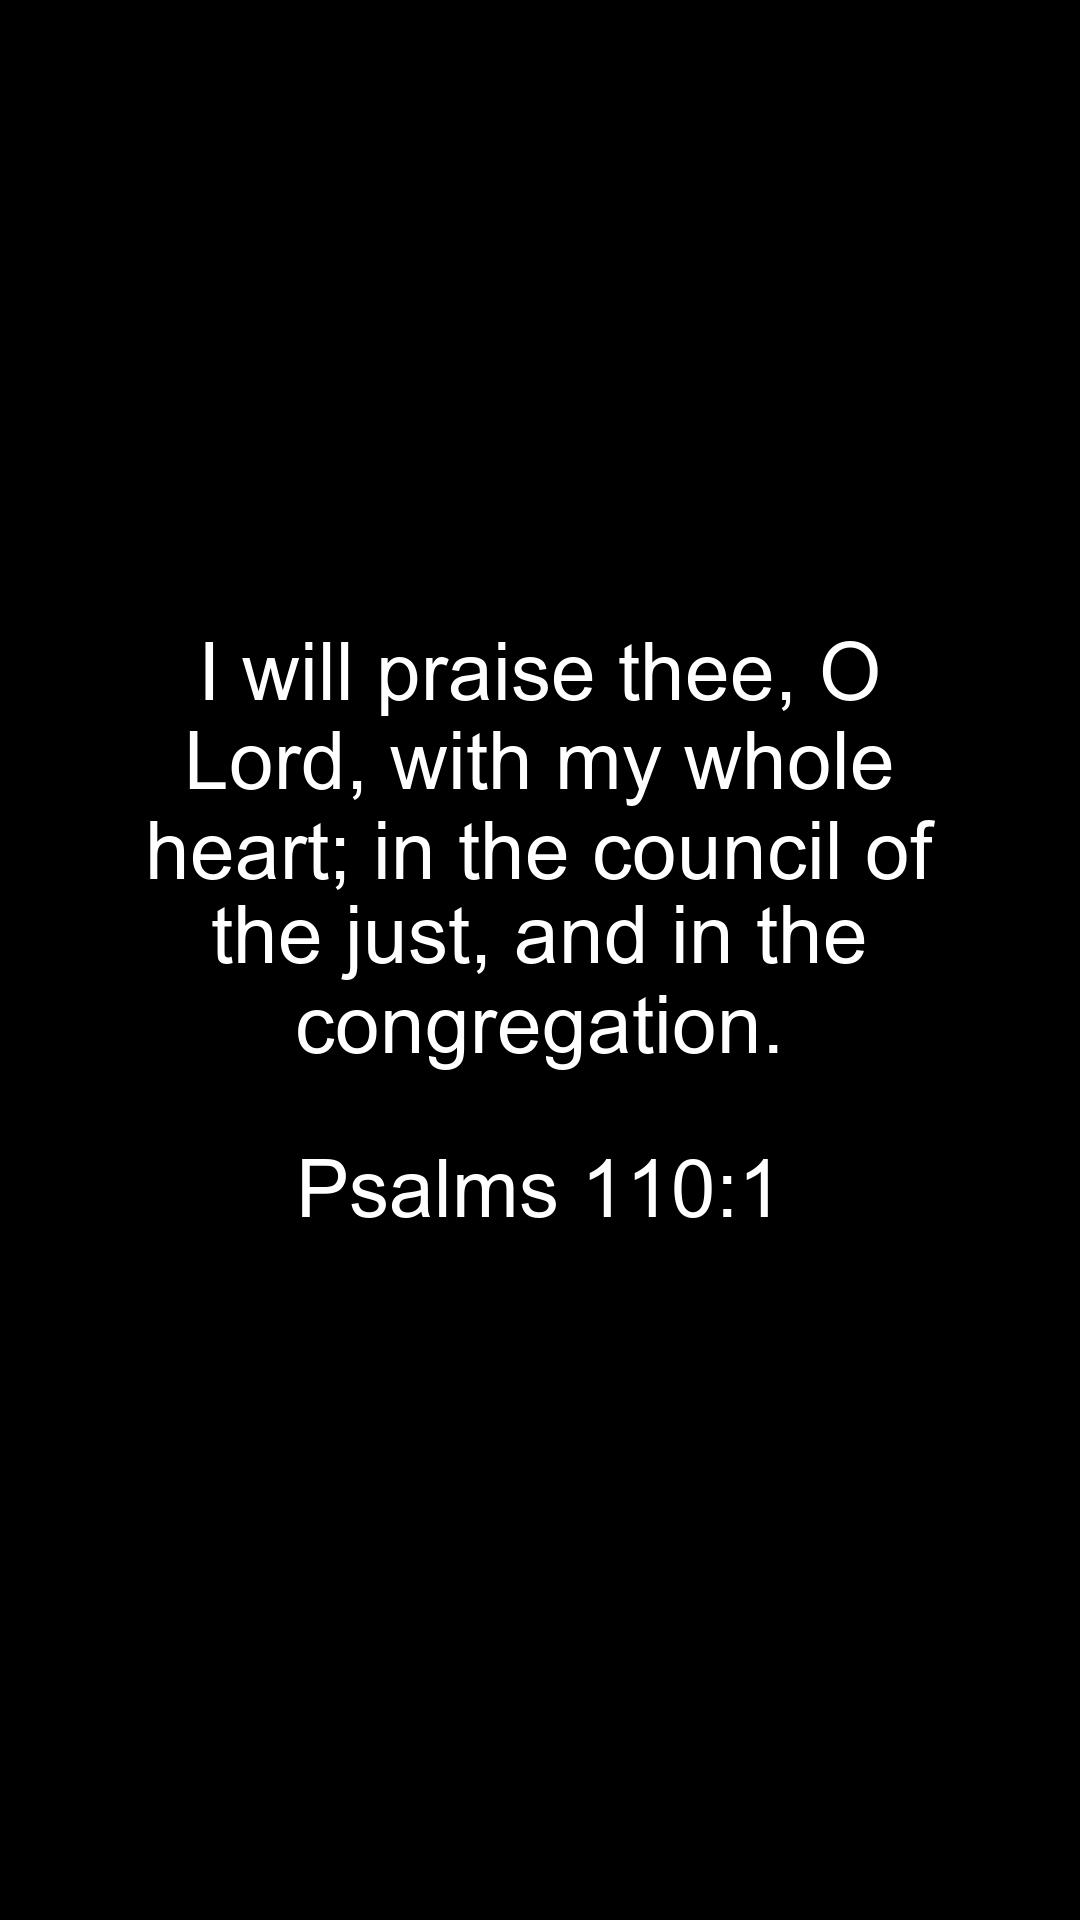 I will praise thee, O
Lord, with my whole
heart; in the council of
the just, and in the
congregation.
Psalms 110:1